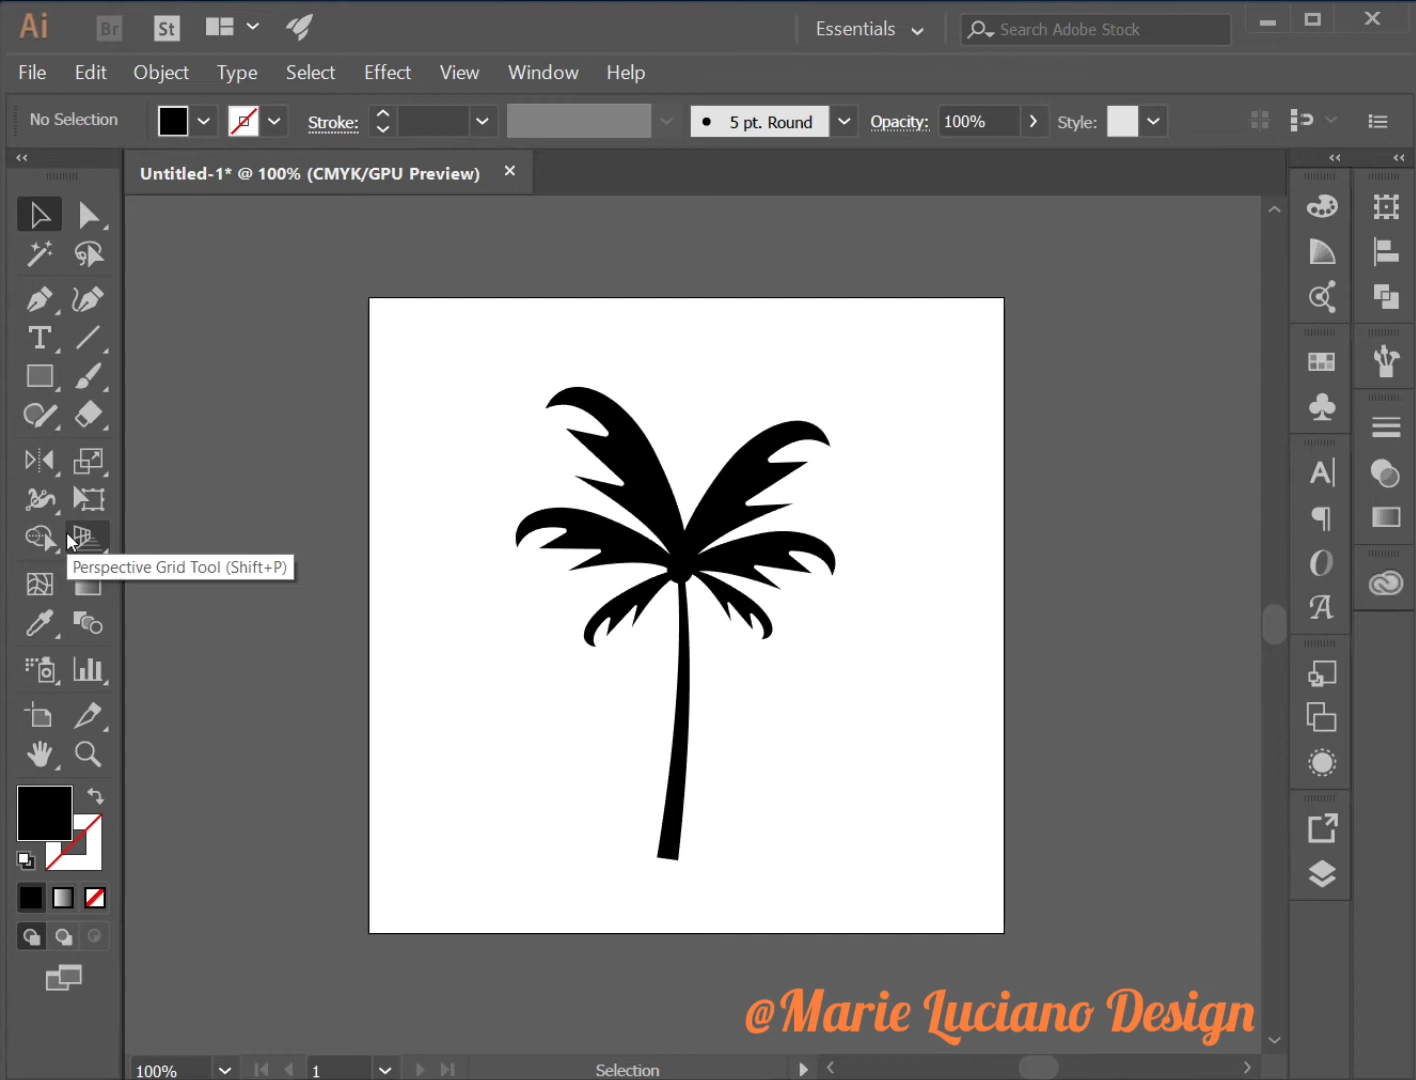 Ai Br St Essentials Search Adobe Stock
File Edit Object Type Select Effect View Window Help
No Selection Stroke: 5 pt. Round Opacity: 100% Style:
Untitled-1* @ 100% (CMYK/GPU Preview)
Perspective Grid Tool (Shift+P)
@Marie Luciano Design
100% 1 Selection